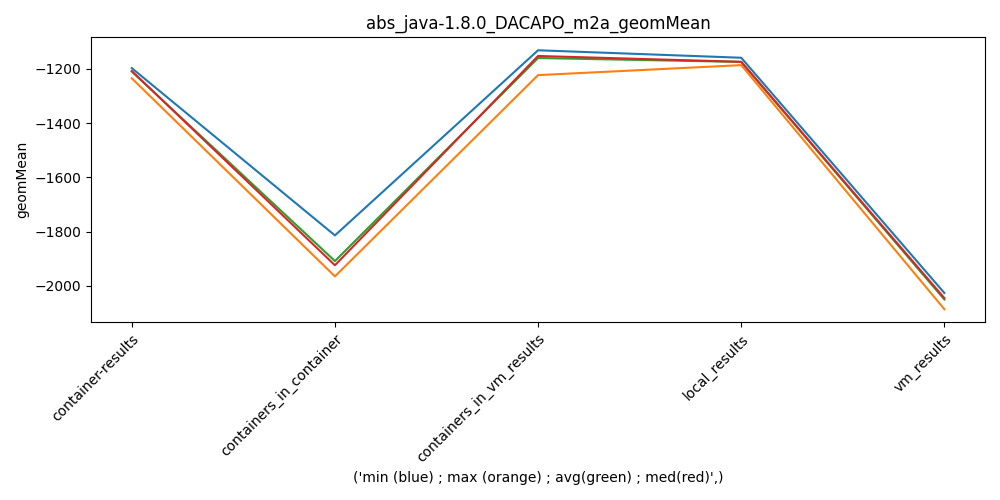 abs_java-1.8.0_DACAPO_m2a_geomMean
geomMean
−1200
−1400
−1600
−1800
−2000
container-results
containers_in_container
containers_in_vm_results
local_results
vm_results
('min (blue) ; max (orange) ; avg(green) ; med(red)',)